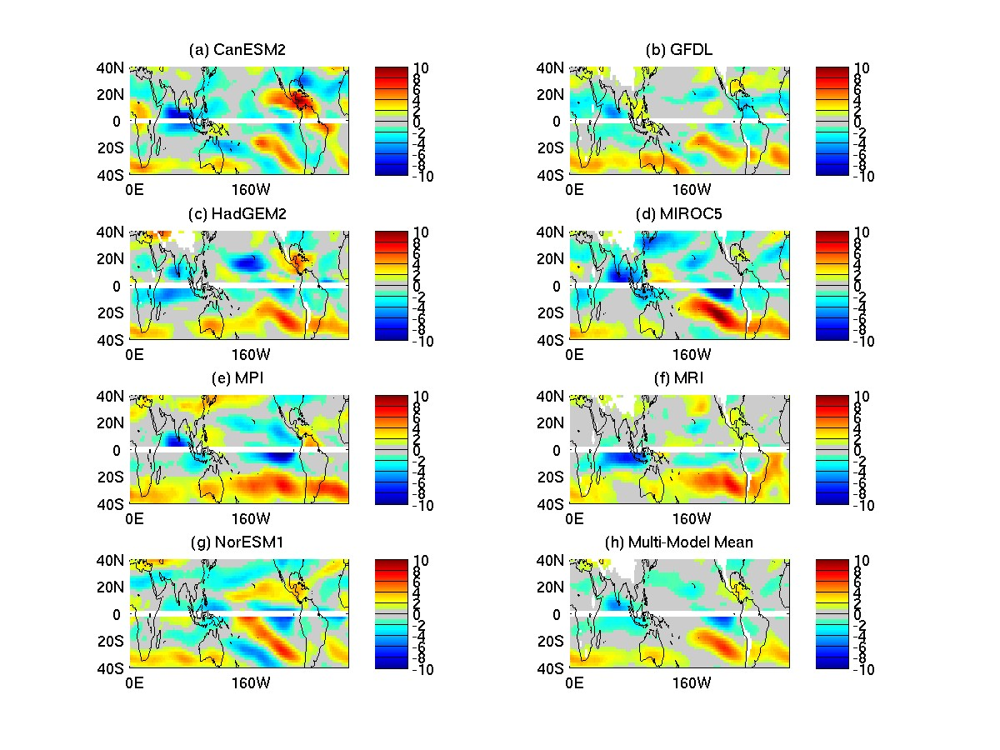 (a) CanESM2
40N
20N
0
20S
40S
0E 160W
10
8
6
4
2
0
-2
-4
-6
-8
-10
(b) GFDL
40N
20N
0
20S
40S
0E 160W
10
8
6
4
2
0
-2
-4
-6
-8
-10
(c) HadGEM2
40N
20N
0
20S
40S
0E 160W
10
8
6
4
2
0
-2
-4
-6
-8
-10
(d) MIROC5
40N
20N
0
20S
40S
0E 160W
10
8
6
4
2
0
-2
-4
-6
-8
-10
(e) MPI
40N
20N
0
20S
40S
0E 160W
10
8
6
4
2
0
-2
-4
-6
-8
-10
(f) MRI
40N
20N
0
20S
40S
0E 160W
10
8
6
4
2
0
-2
-4
-6
-8
-10
(g) NorESM1
40N
20N
0
20S
40S
0E 160W
10
8
6
4
2
0
-2
-4
-6
-8
-10
(h) Multi-Model Mean
40N
20N
0
20S
40S
0E 160W
10
8
6
4
2
0
-2
-4
-6
-8
-10